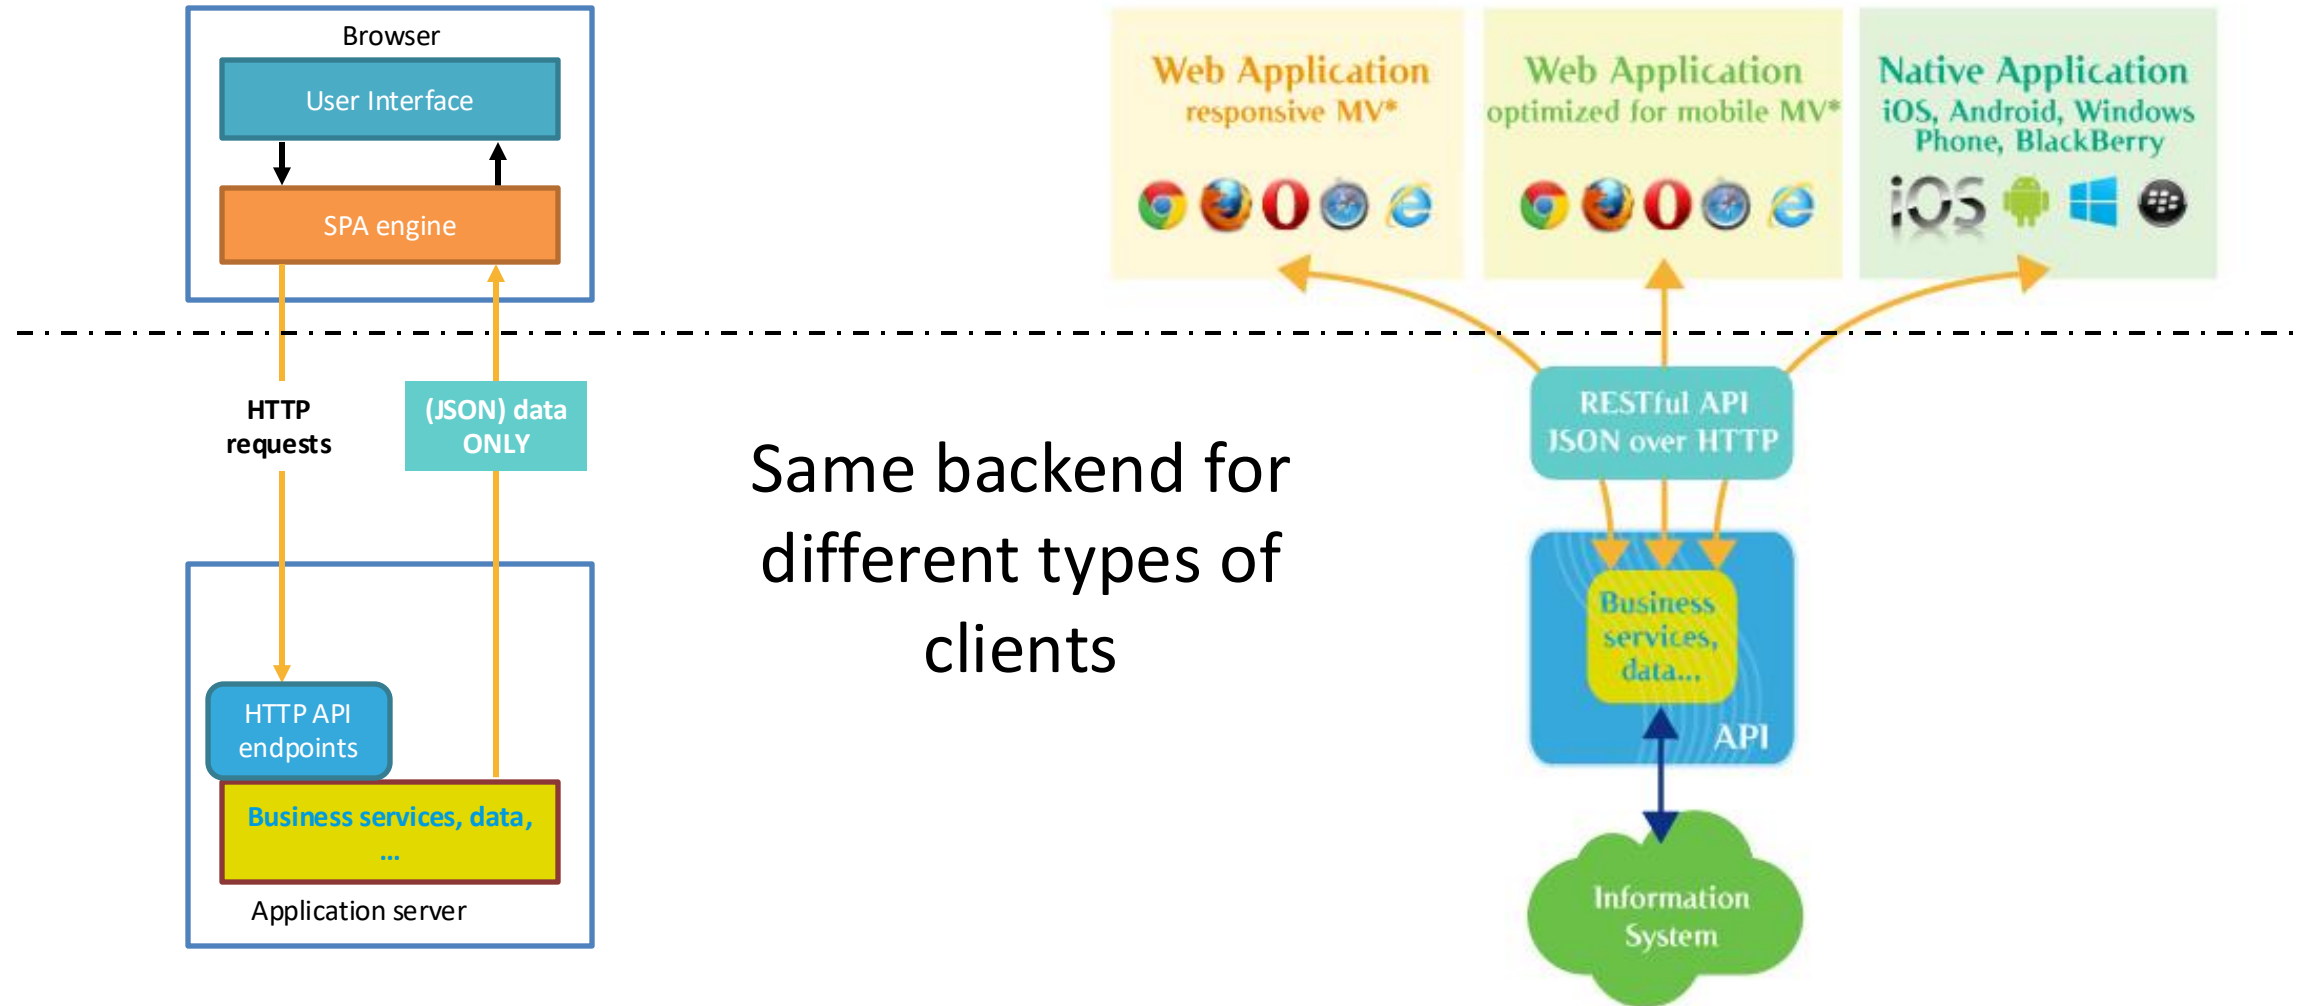 Browser
User Interface
SPA engine
HTTP
requests
(JSON) data
ONLY
HTTP API
endpoints
Business services, data,
...
Application server
Same backend for
different types of
clients
Web Application
responsive MV*
Web Application
optimized for mobile MV*
Native Application
iOS, Android, Windows
Phone, BlackBerry
iOS
RESTful API
JSON over HTTP
Business
services,
data...
API
Information
System